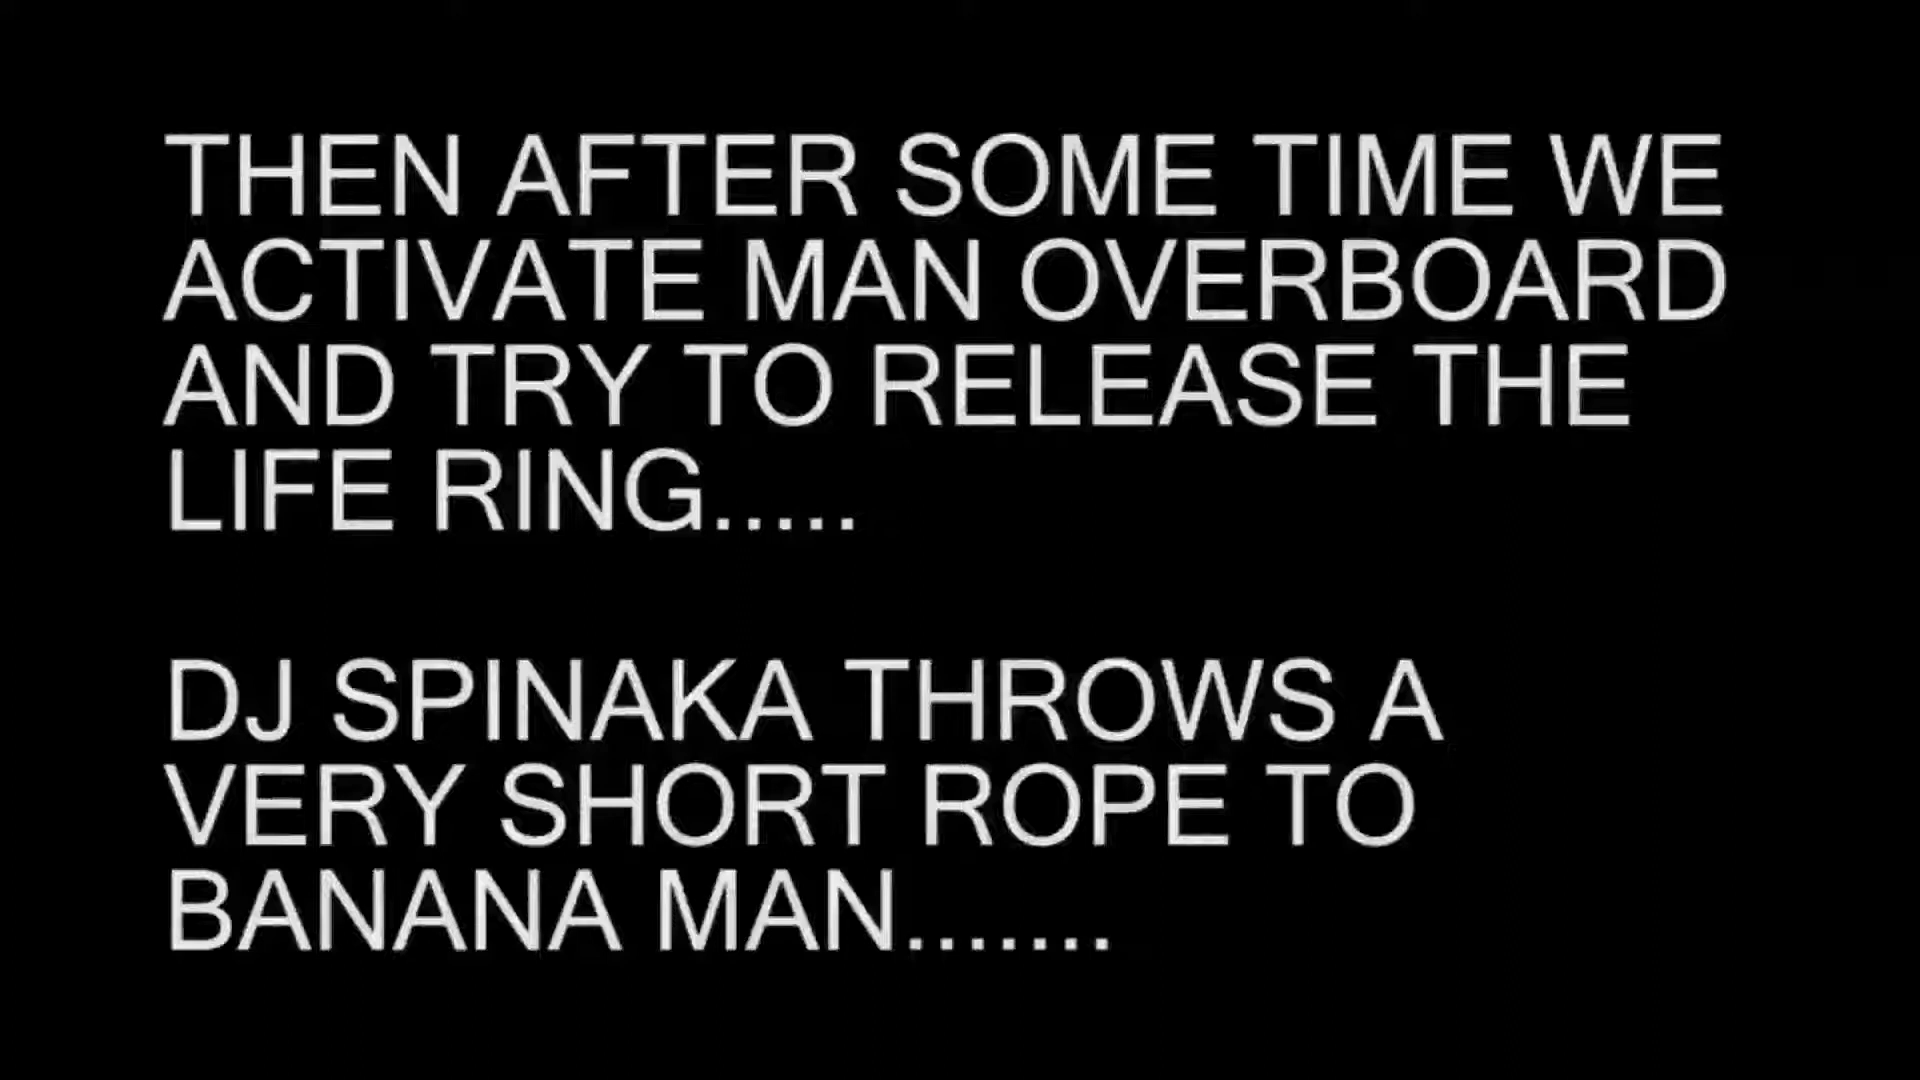 THEN AFTER SOME TIME WE
ACTIVATE MAN OVERBOARD
AND TRY TO RELEASE THE
LIFE RING.....
DJ SPINAKA THROWS A
VERY SHORT ROPE TO
BANANA MAN.......